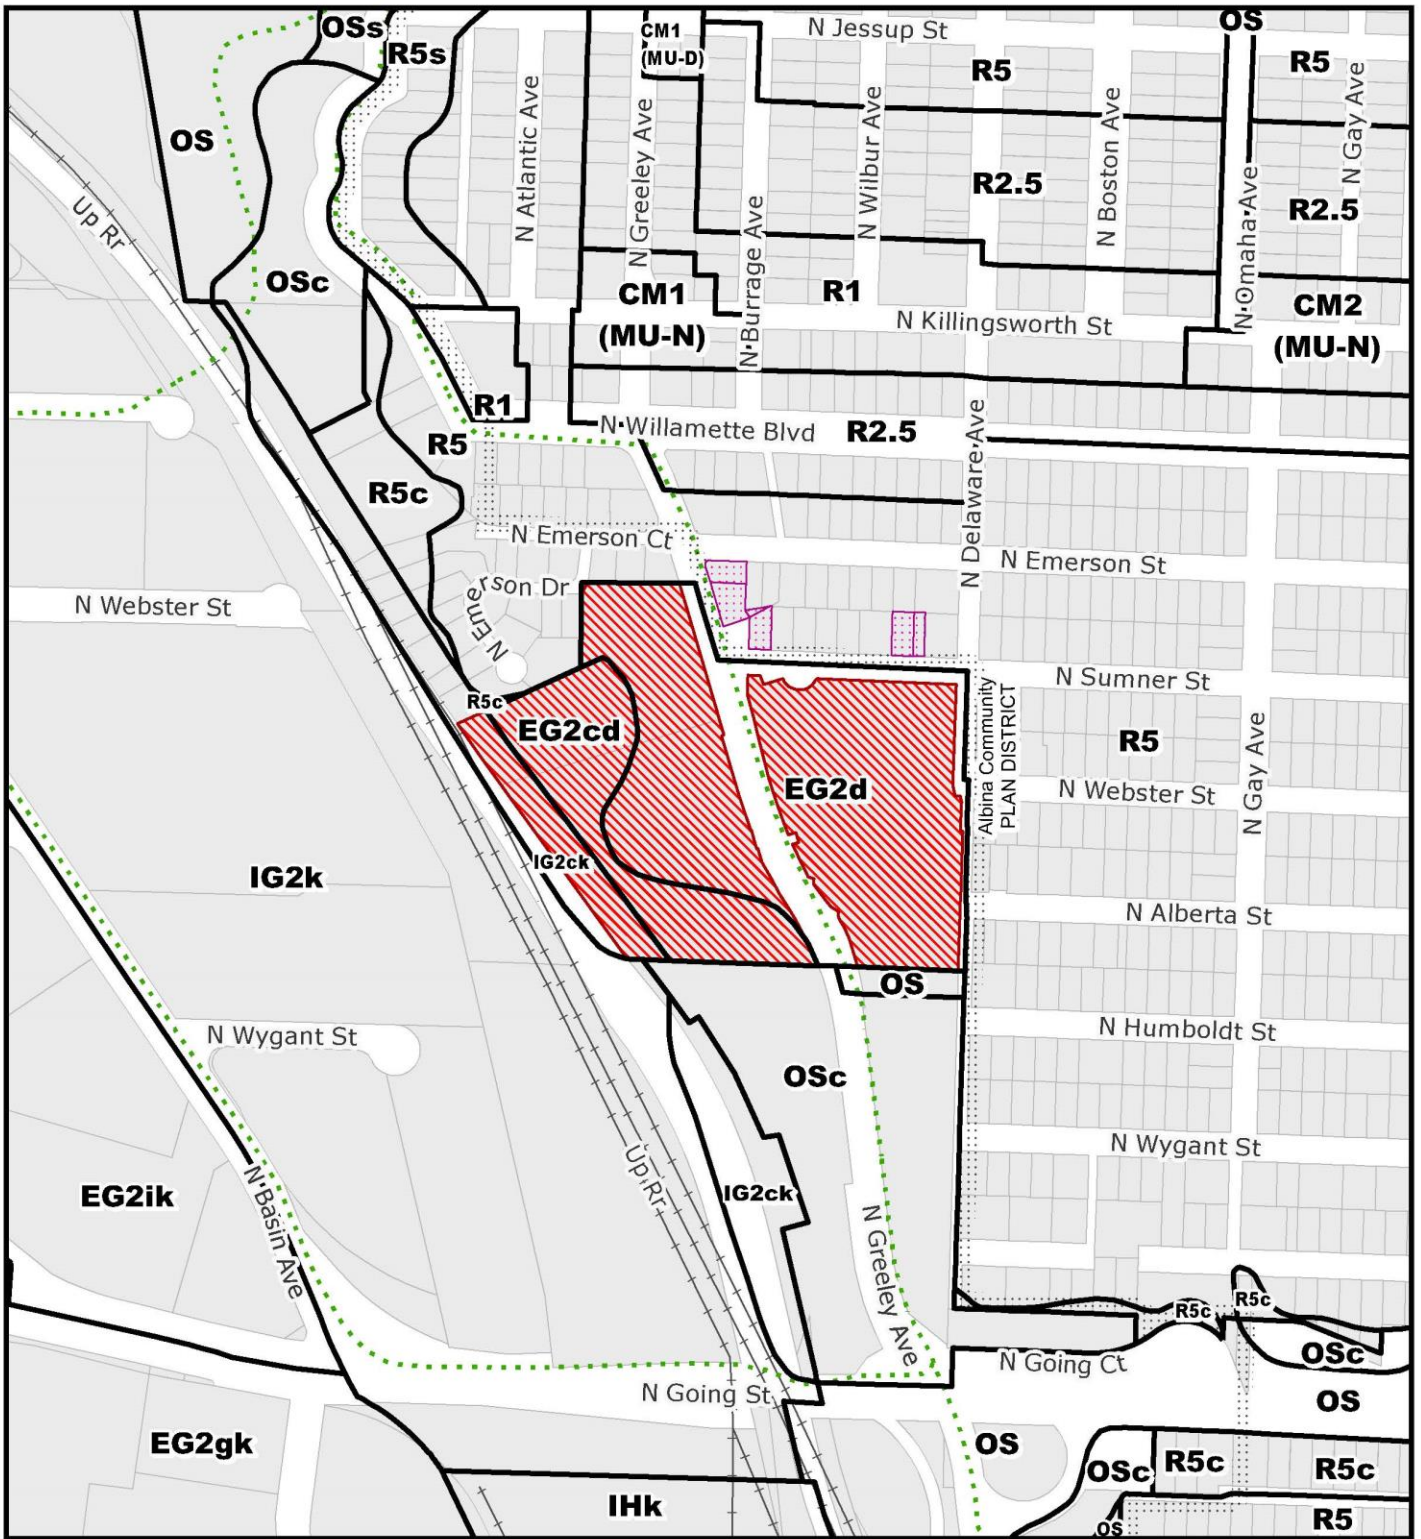 OSs
OS
CM1
(MU-D)
N Jessup St
R5s
R5
R5
OS
N Atlantic Ave
N Greeley Ave
N Wilbur Ave
N Boston Ave
N Gay Ave
R2.5
R2.5
Up Rr
N Burrage Ave
N Omaha Ave
OSc
CM1
(MU-N)
R1
N Killingsworth St
CM2
(MU-N)
R1
R5
N Willamette Blvd
R2.5
N Delaware Ave
R5c
N Emerson Ct
N Emerson St
N Emerson Dr
N Webster St
N Sumner St
R5c
EG2cd
EG2d
Albina Community
PLAN DISTRICT
R5
N Gay Ave
N Webster St
IG2ck
IG2k
N Alberta St
OS
N Wygant St
N Humboldt St
OSc
N Wygant St
Up Rr
IG2ck
EG2ik
N Basin Ave
N Greeley Ave
R5c
R5c
N Going Ct
OSc
N Going St
OS
EG2gk
OS
OSc
R5c
R5c
IHk
OS
R5